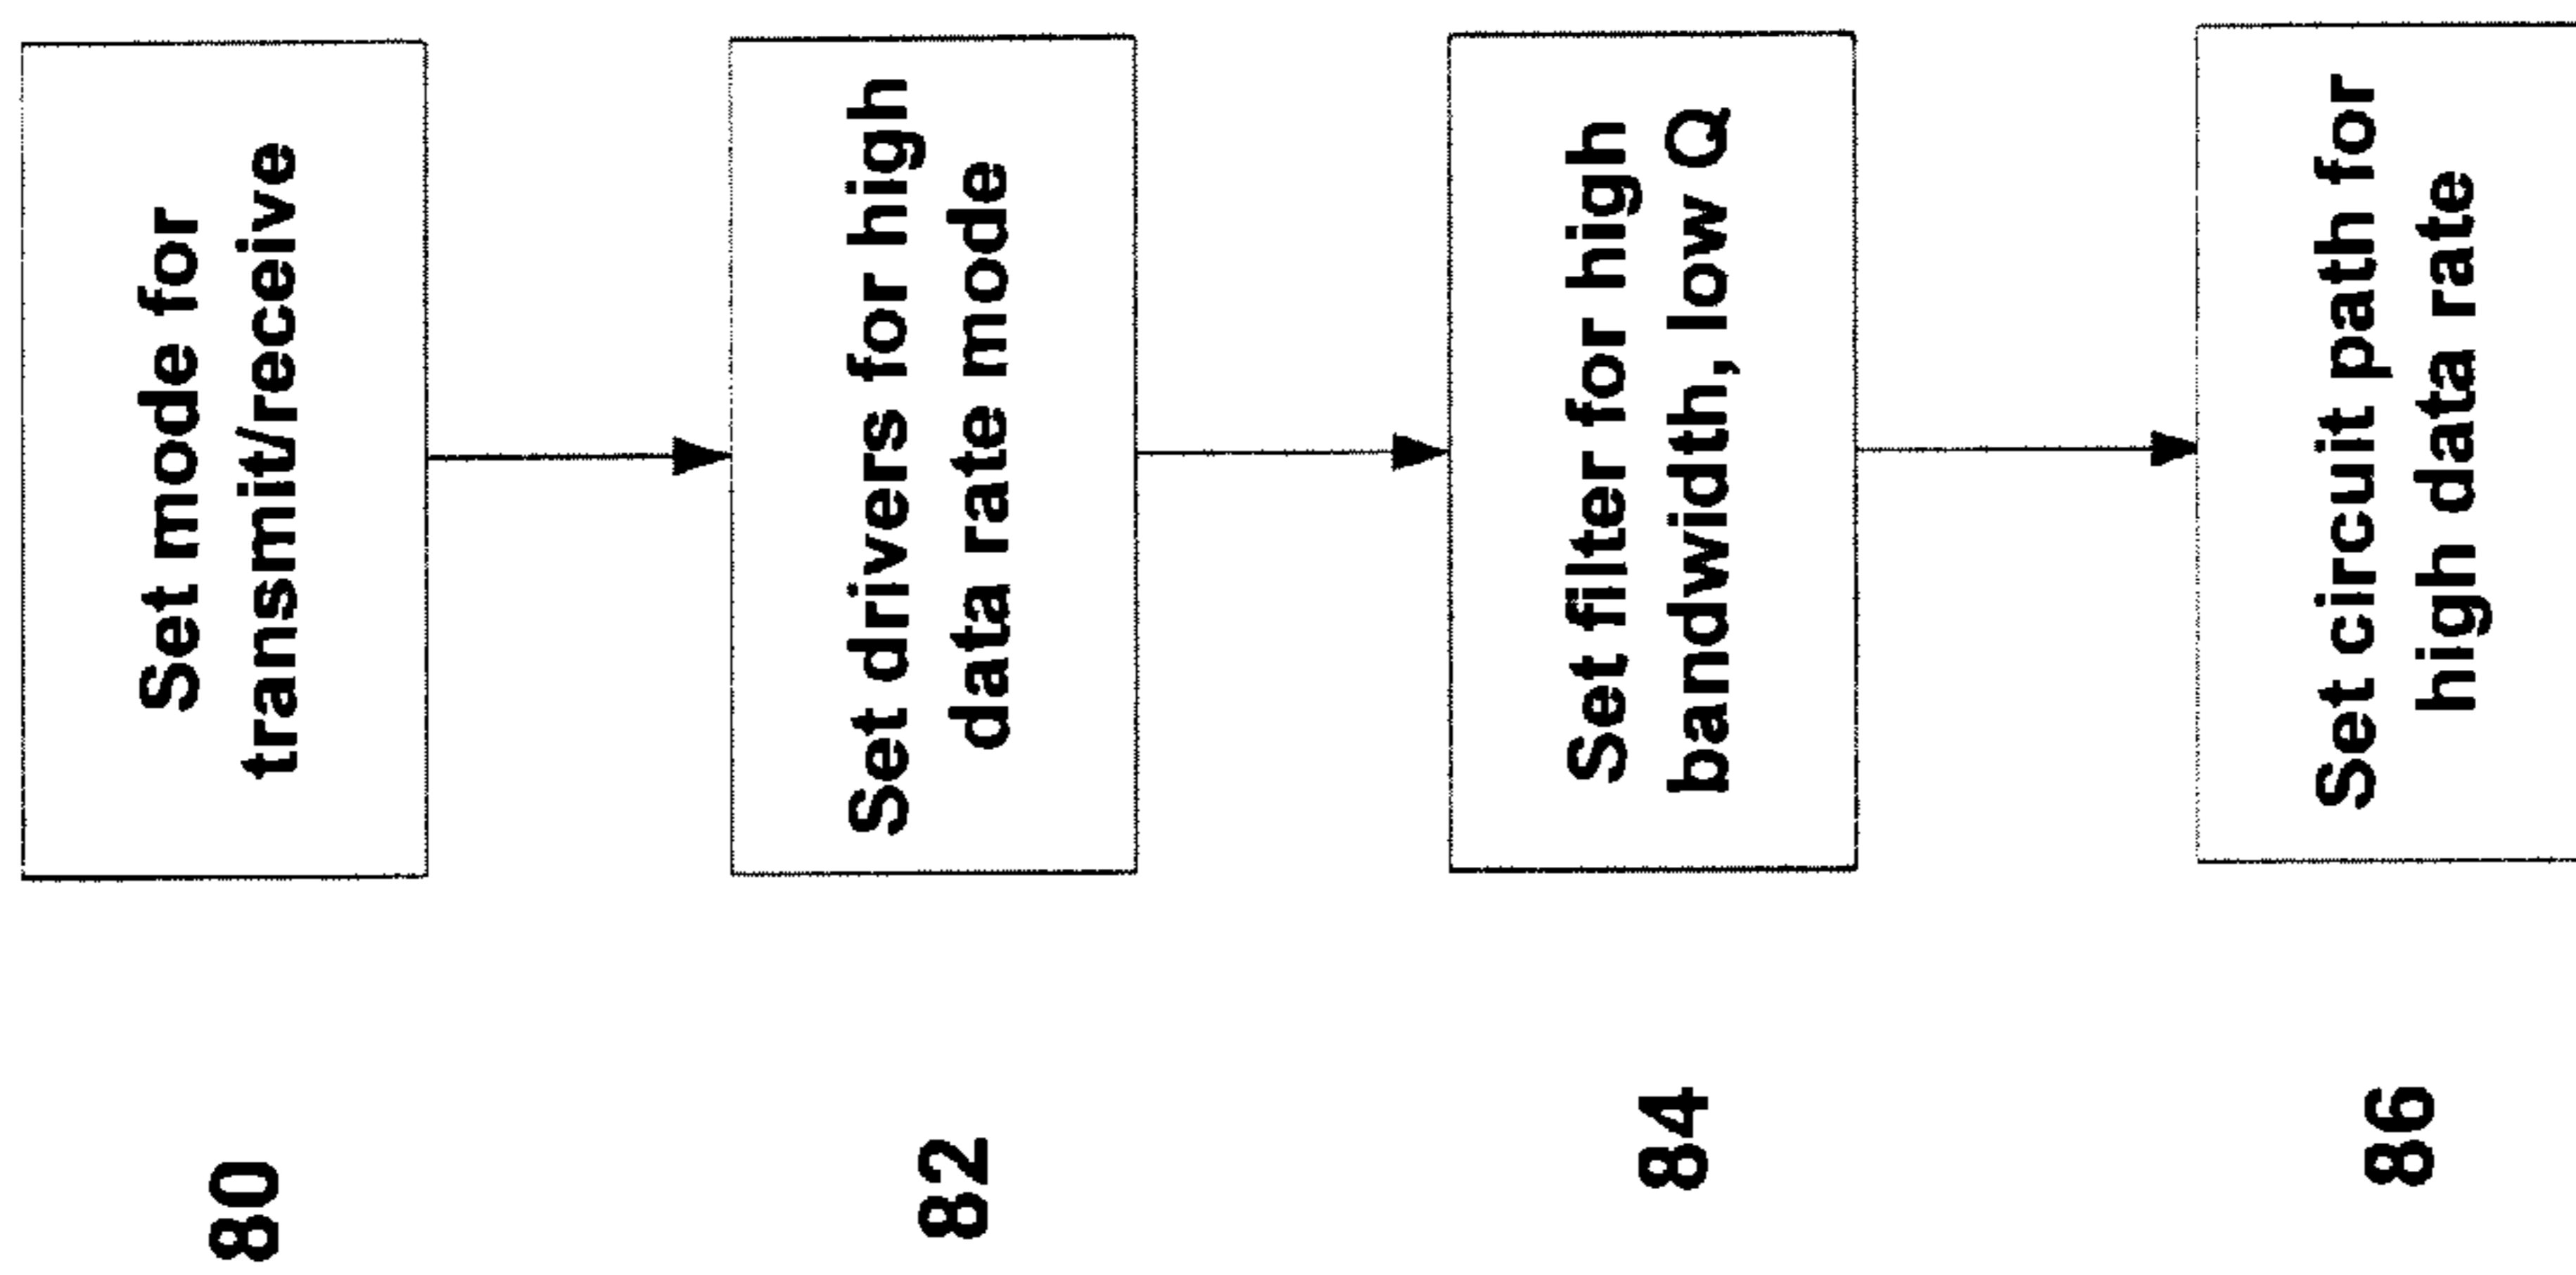 80
Set mode for
transmit/receive
82
Set drivers for high
data rate mode
84
Set filter for high
bandwidth, low Q
86
Set circuit path for
high data rate